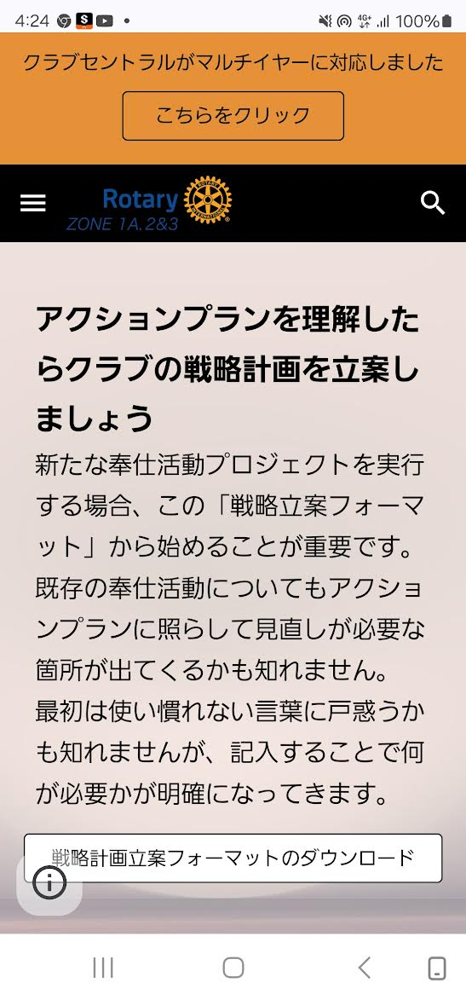 4:24 4G+ 100%
クラブセントラルがマルチイヤーに対応しました
こちらをクリック
Rotary
ZONE 1A,2&3
アクションプランを理解した
らクラブの戦略計画を立案し
ましょう
新たな奉仕活動プロジェクトを実行
する場合、この「戦略立案フォーマ
ット」から始めることが重要です。
既存の奉仕活動についてもアクショ
ンプランに照らして見直しが必要な
箇所が出てくるかも知れません。
最初は使い慣れない言葉に戸惑うか
も知れませんが、記入することで何
が必要かが明確になってきます。
戦略計画立案フォーマットのダウンロード